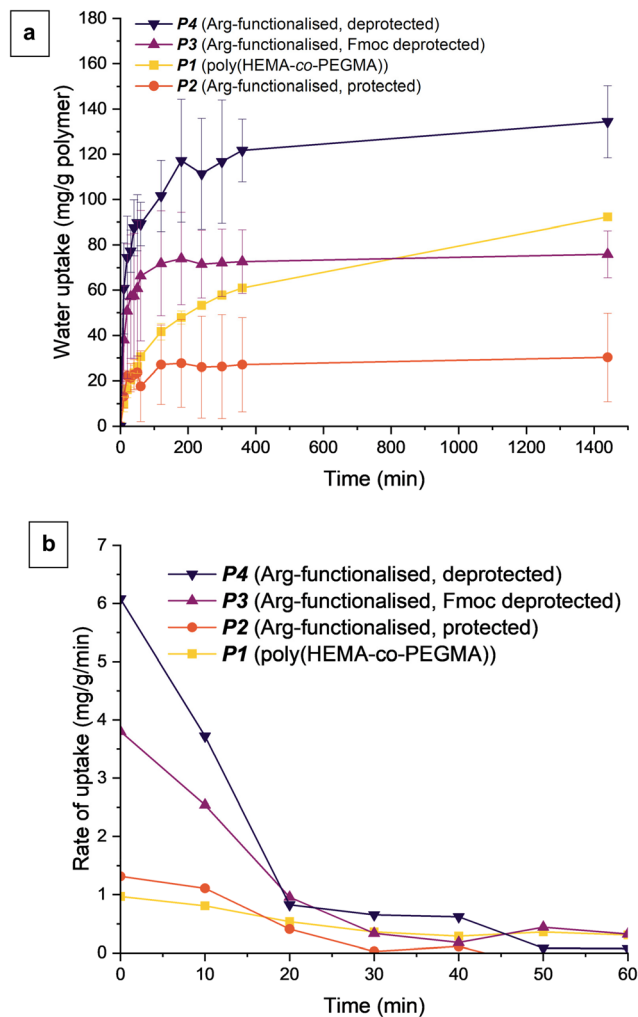 a
P4 (Arg-functionalised, deprotected)
P3 (Arg-functionalised, Fmoc deprotected)
P1 (poly(HEMA-co-PEGMA))
P2 (Arg-functionalised, protected)
Water uptake (mg/g polymer)
180
160
140
120
100
80
60
40
20
0
0 200 400 600 800 1000 1200 1400
Time (min)
b
P4 (Arg-functionalised, deprotected)
P3 (Arg-functionalised, Fmoc deprotected)
P2 (Arg-functionalised, protected)
P1 (poly(HEMA-co-PEGMA))
Rate of uptake (mg/g/min)
7
6
5
4
3
2
1
0
0 10 20 30 40 50 60
Time (min)